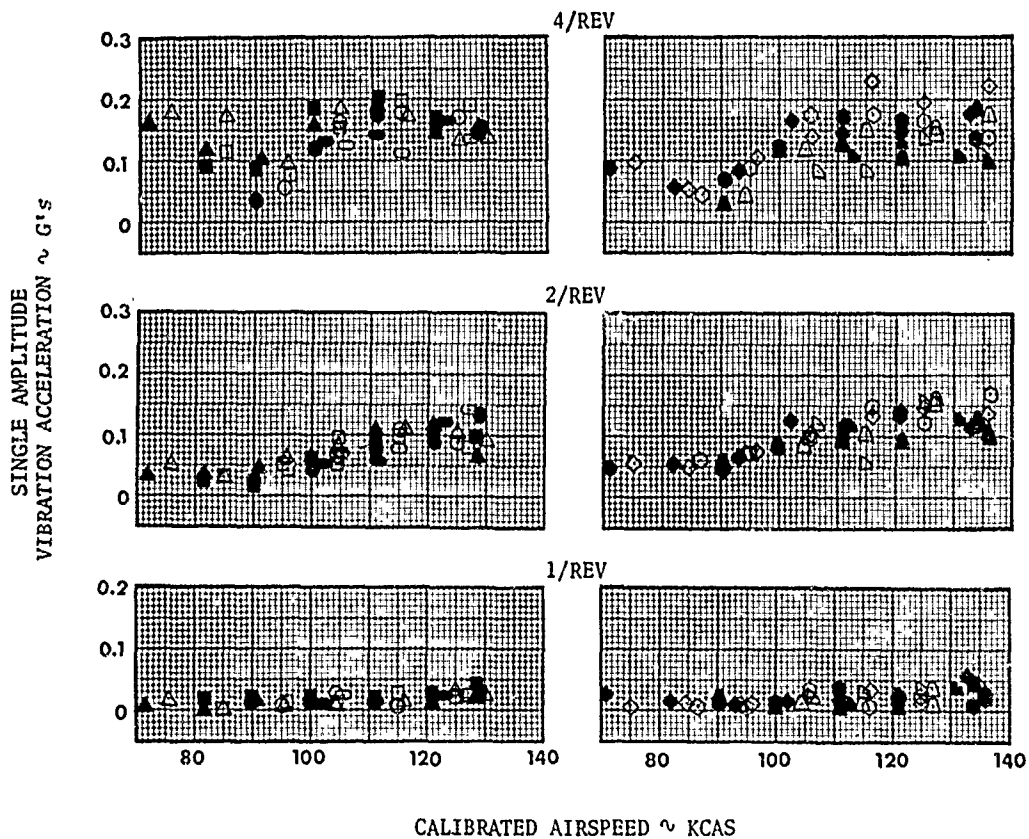 4/REV
0.3
0.2
0.1
0
2/REV
0.3
0.2
0.1
0
1/REV
0.2
0.1
0
80 100 120 140 80 100 120 140
SINGLE AMPLITUDE
VIBRATION ACCELERATION ~ G's
CALIBRATED AIRSPEED ~ KCAS